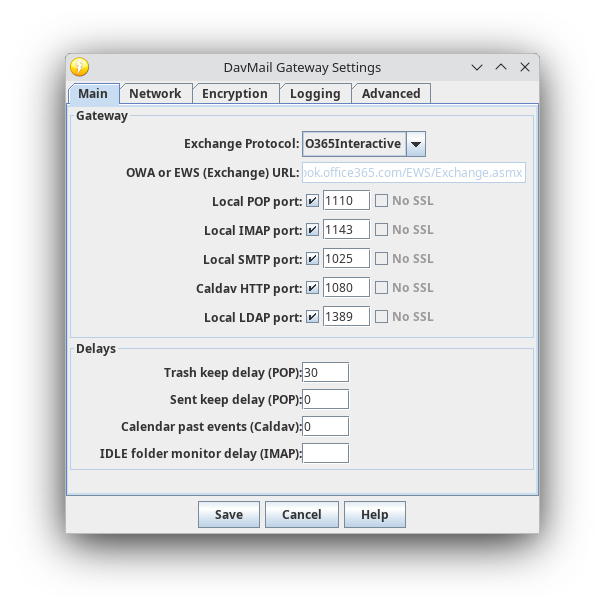 DavMail Gateway Settings
Main Network Encryption Logging Advanced
Gateway
Exchange Protocol: O365Interactive
OWA or EWS (Exchange) URL: ook.office365.com/EWS/Exchange.asmx
Local POP port: 1110 No SSL
Local IMAP port: 1143 No SSL
Local SMTP port: 1025 No SSL
Caldav HTTP port: 1080 No SSL
Local LDAP port: 1389 No SSL
Delays
Trash keep delay (POP): 30
Sent keep delay (POP): 0
Calendar past events (Caldav): 0
IDLE folder monitor delay (IMAP):
Save Cancel Help